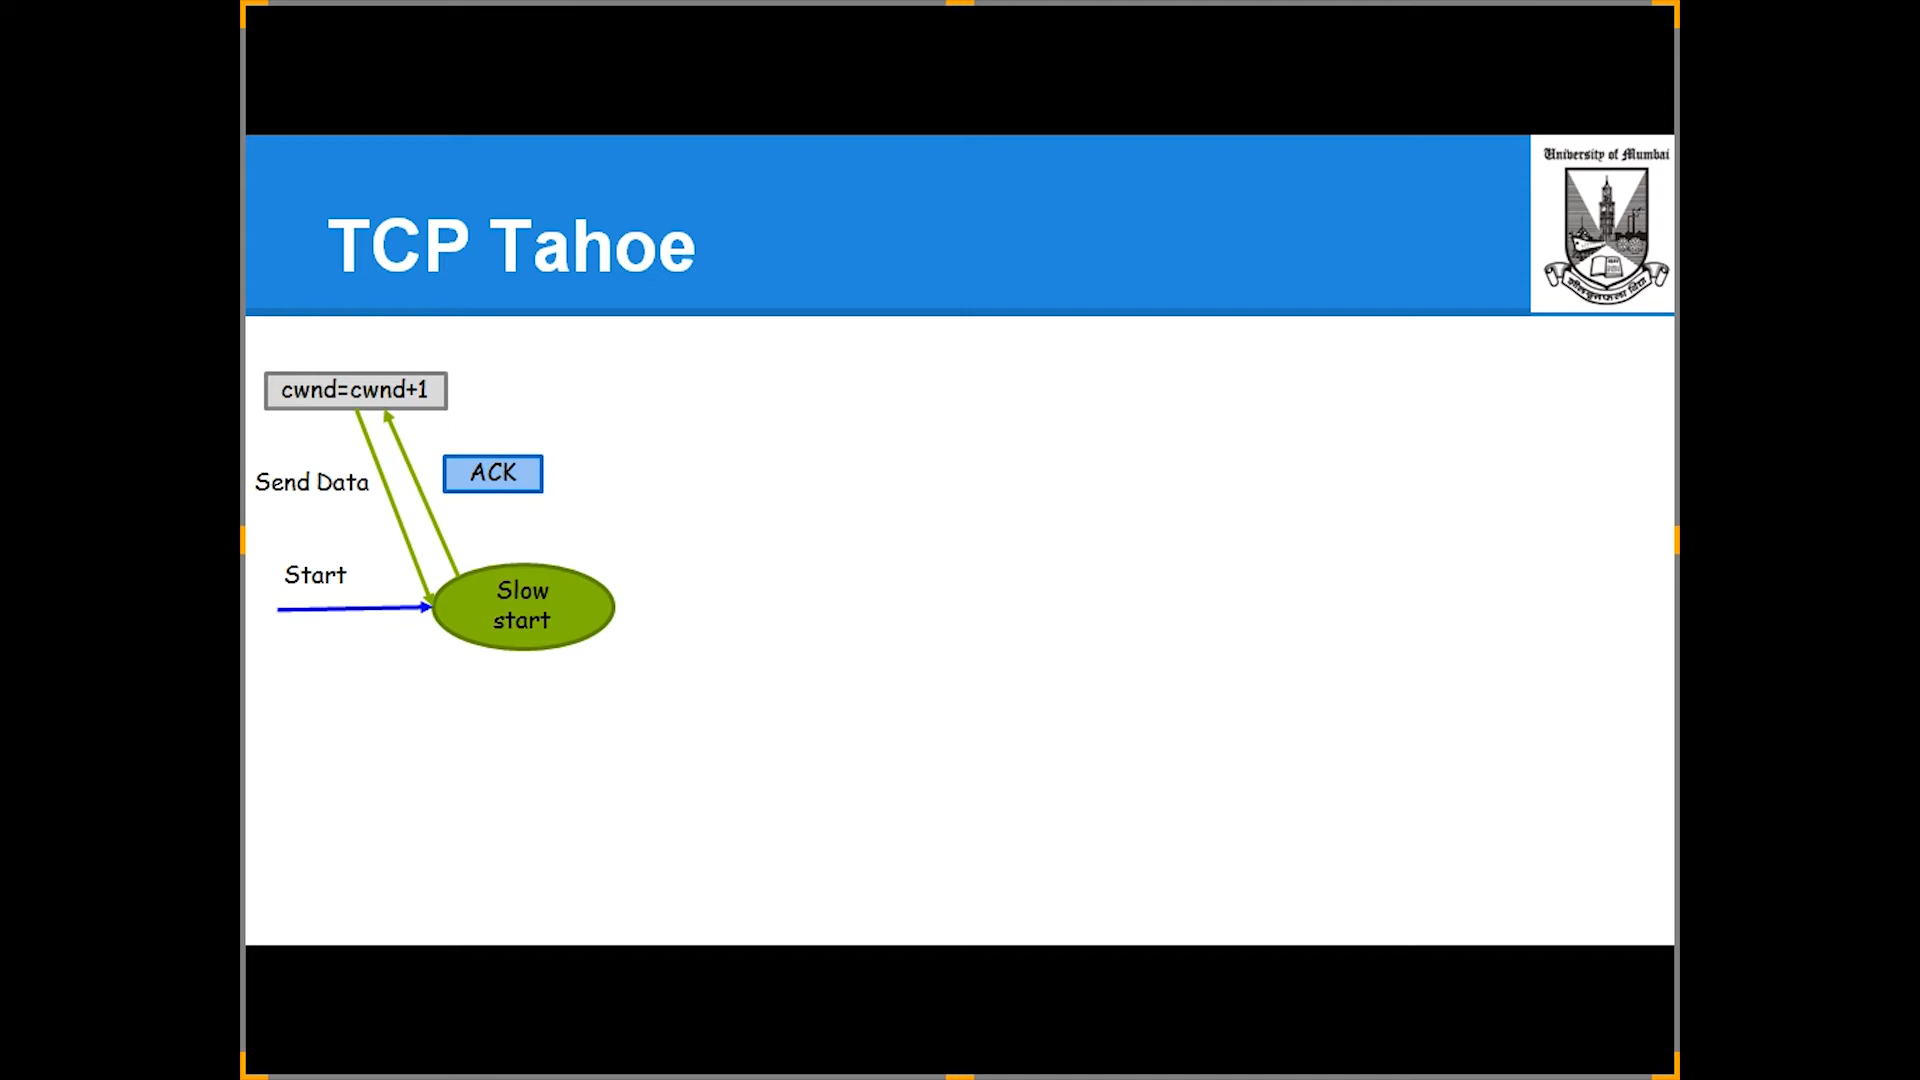 University of Mumbai
TCP Tahoe
cwnd=cwnd+1
ACK
Send Data
Start
Slow
start